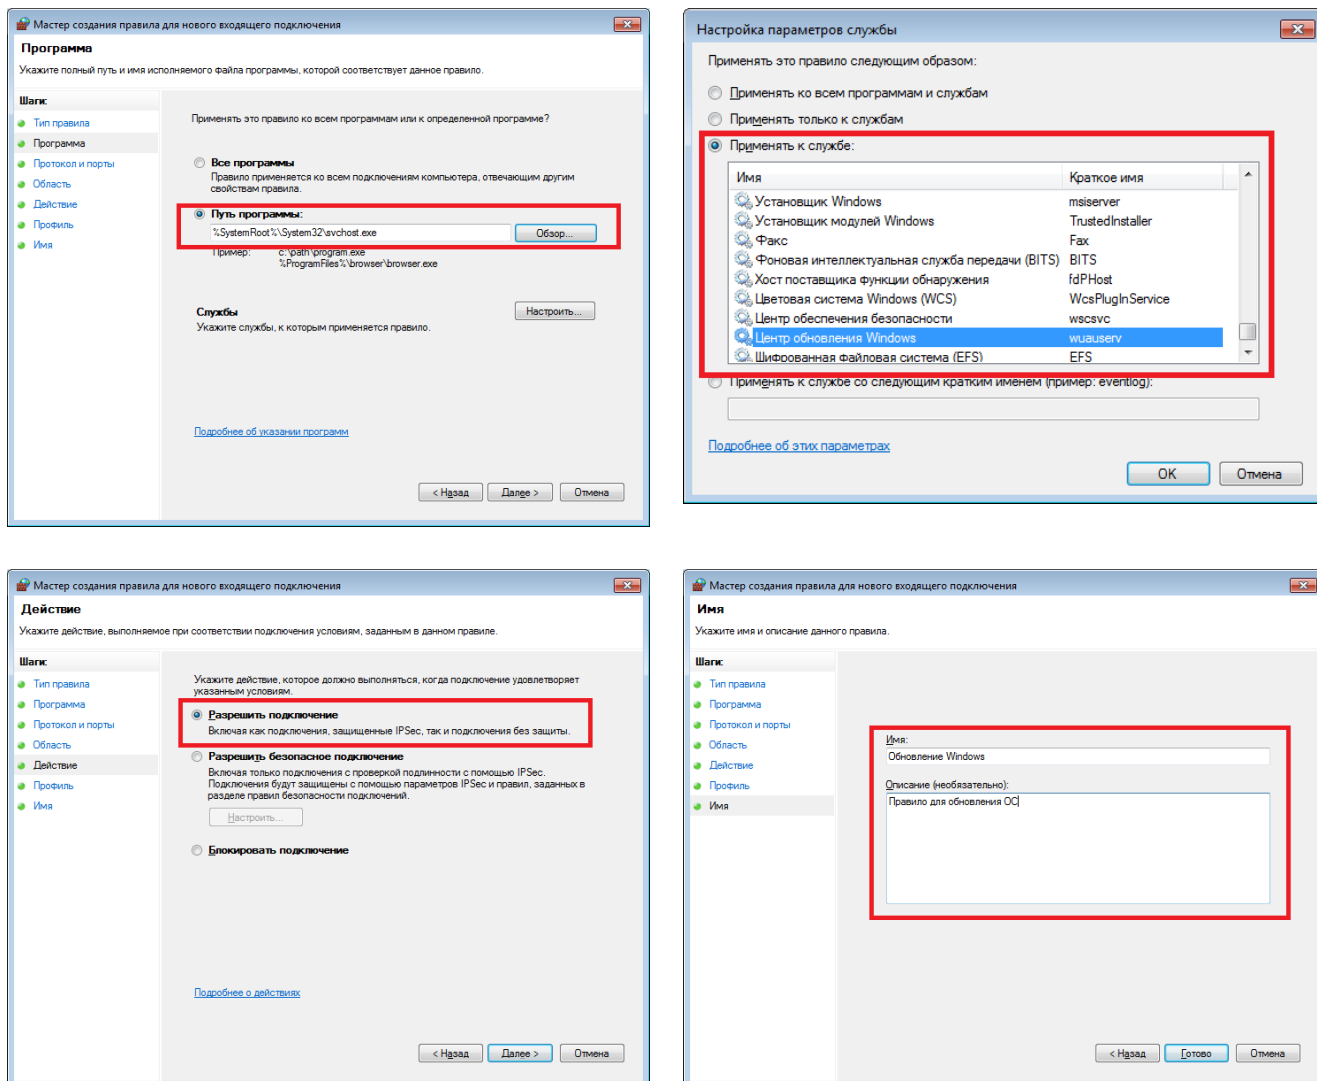 Мастер создания правила для нового входящего подключения
Программа
Укажите полный путь и имя исполняемого файла программы, которой соответствует данное правило.
Шаги:
Тип правила
Программа
Протокол и порты
Область
Действие
Профиль
Имя
Применять это правило ко всем программам или к определенной программе?
Все программы
Правило применяется ко всем подключениям компьютера, отвечающим другим
свойствам правила.
Путь программы:
%SystemRoot%\System32\svchost.exe
Обзор...
Пример:
c:\path\program.exe
%ProgramFiles%\browser\browser.exe
Службы
Настроить...
Укажите службы, к которым применяется правило.
Подробнее об указании программ
< Назад
Далее >
Отмена
Настройка параметров службы
Применять это правило следующим образом:
Применять ко всем программам и службам
Применять только к службам
Применять к службе:
Имя Краткое имя
Установщик Windows msiserver
Установщик модулей Windows TrustedInstaller
Факс Fax
Фоновая интеллектуальная служба передачи (BITS) BITS
Хост поставщика функции обнаружения fdPHost
Цветовая система Windows (WCS) WcsPlugInService
Центр обеспечения безопасности wscsvc
Центр обновления Windows wuauserv
Шифрованная файловая система (EFS) EFS
Применять к службе со следующим кратким именем (пример: eventlog):
Подробнее об этих параметрах
OK
Отмена
Мастер создания правила для нового входящего подключения
Действие
Укажите действие, выполняемое при соответствии подключения условиям, заданным в данном правиле.
Шаги:
Тип правила
Программа
Протокол и порты
Область
Действие
Профиль
Имя
Укажите действие, которое должно выполняться, когда подключение удовлетворяет
указанным условиям.
Разрешить подключение
Включая как подключения, защищенные IPSec, так и подключения без защиты.
Разрешить безопасное подключение
Включая только подключения с проверкой подлинности с помощью IPSec.
Подключения будут защищены с помощью параметров IPSec и правил, заданных в
разделе правил безопасности подключений.
Настроить...
Блокировать подключение
Подробнее о действиях
< Назад
Далее >
Отмена
Мастер создания правила для нового входящего подключения
Имя
Укажите имя и описание данного правила.
Шаги:
Тип правила
Программа
Протокол и порты
Область
Действие
Профиль
Имя
Имя:
Обновление Windows
Описание (необязательно):
Правило для обновления ОС
< Назад
Готово
Отмена